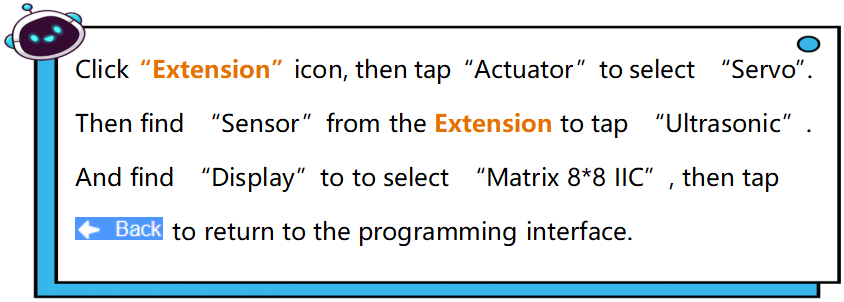 Click “Extension” icon, then tap “Actuator” to select “Servo”.
Then find “Sensor” from the Extension to tap “Ultrasonic” .
And find “Display” to to select “Matrix 8*8 IIC” , then tap
Back to return to the programming interface.